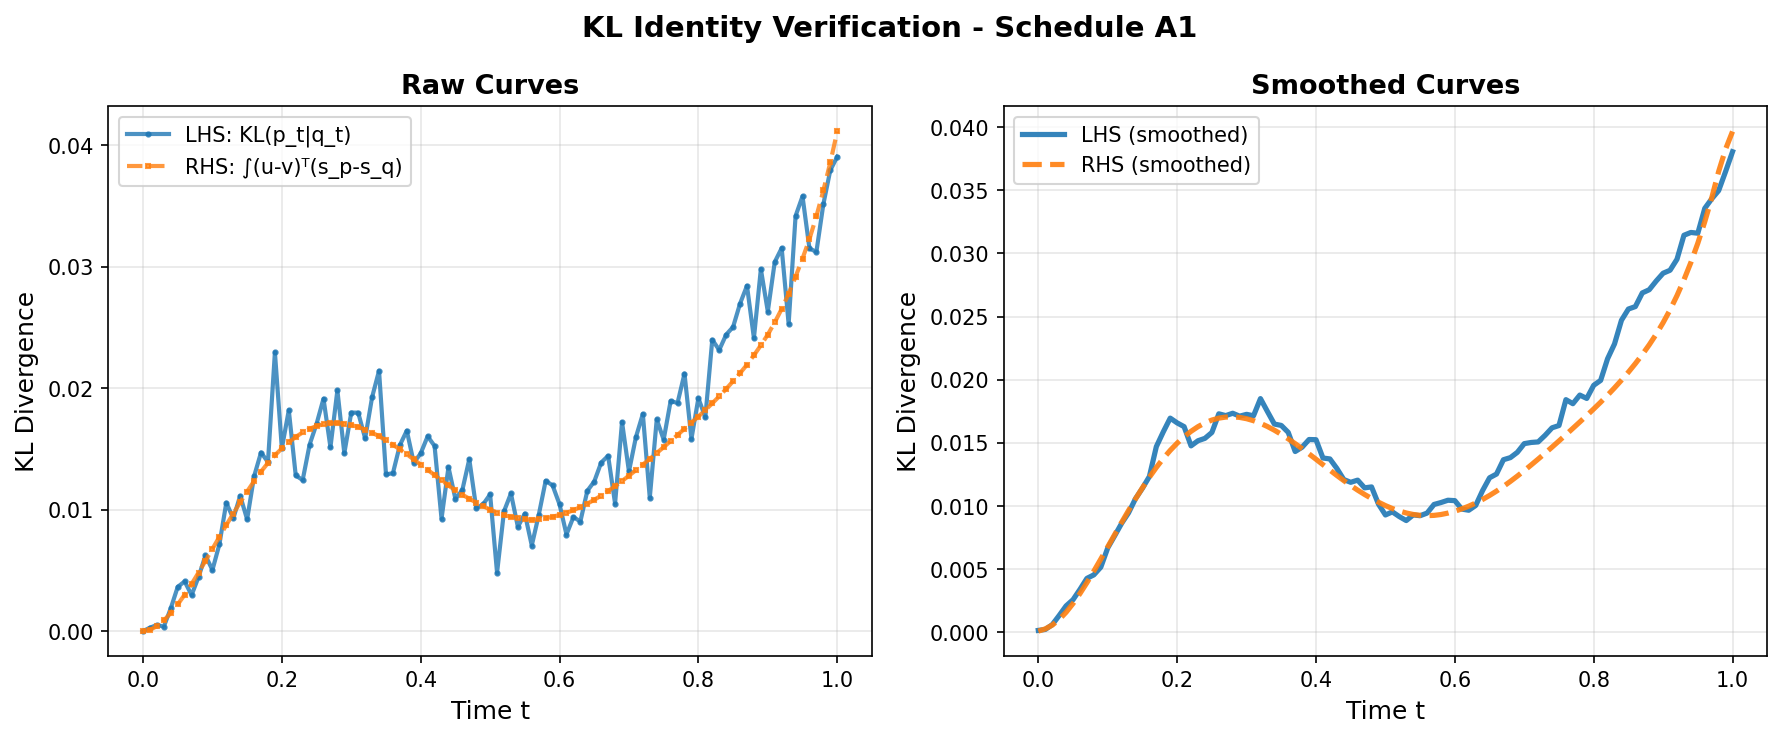 KL Identity Verification - Schedule A1
Raw Curves
LHS: KL(p_t|q_t)
RHS: ∫(u-v)ᵀ(s_p-s_q)
KL Divergence
0.04
0.03
0.02
0.01
0.00
0.0 0.2 0.4 0.6 0.8 1.0
Time t
Smoothed Curves
LHS (smoothed)
RHS (smoothed)
KL Divergence
0.040
0.035
0.030
0.025
0.020
0.015
0.010
0.005
0.000
0.0 0.2 0.4 0.6 0.8 1.0
Time t